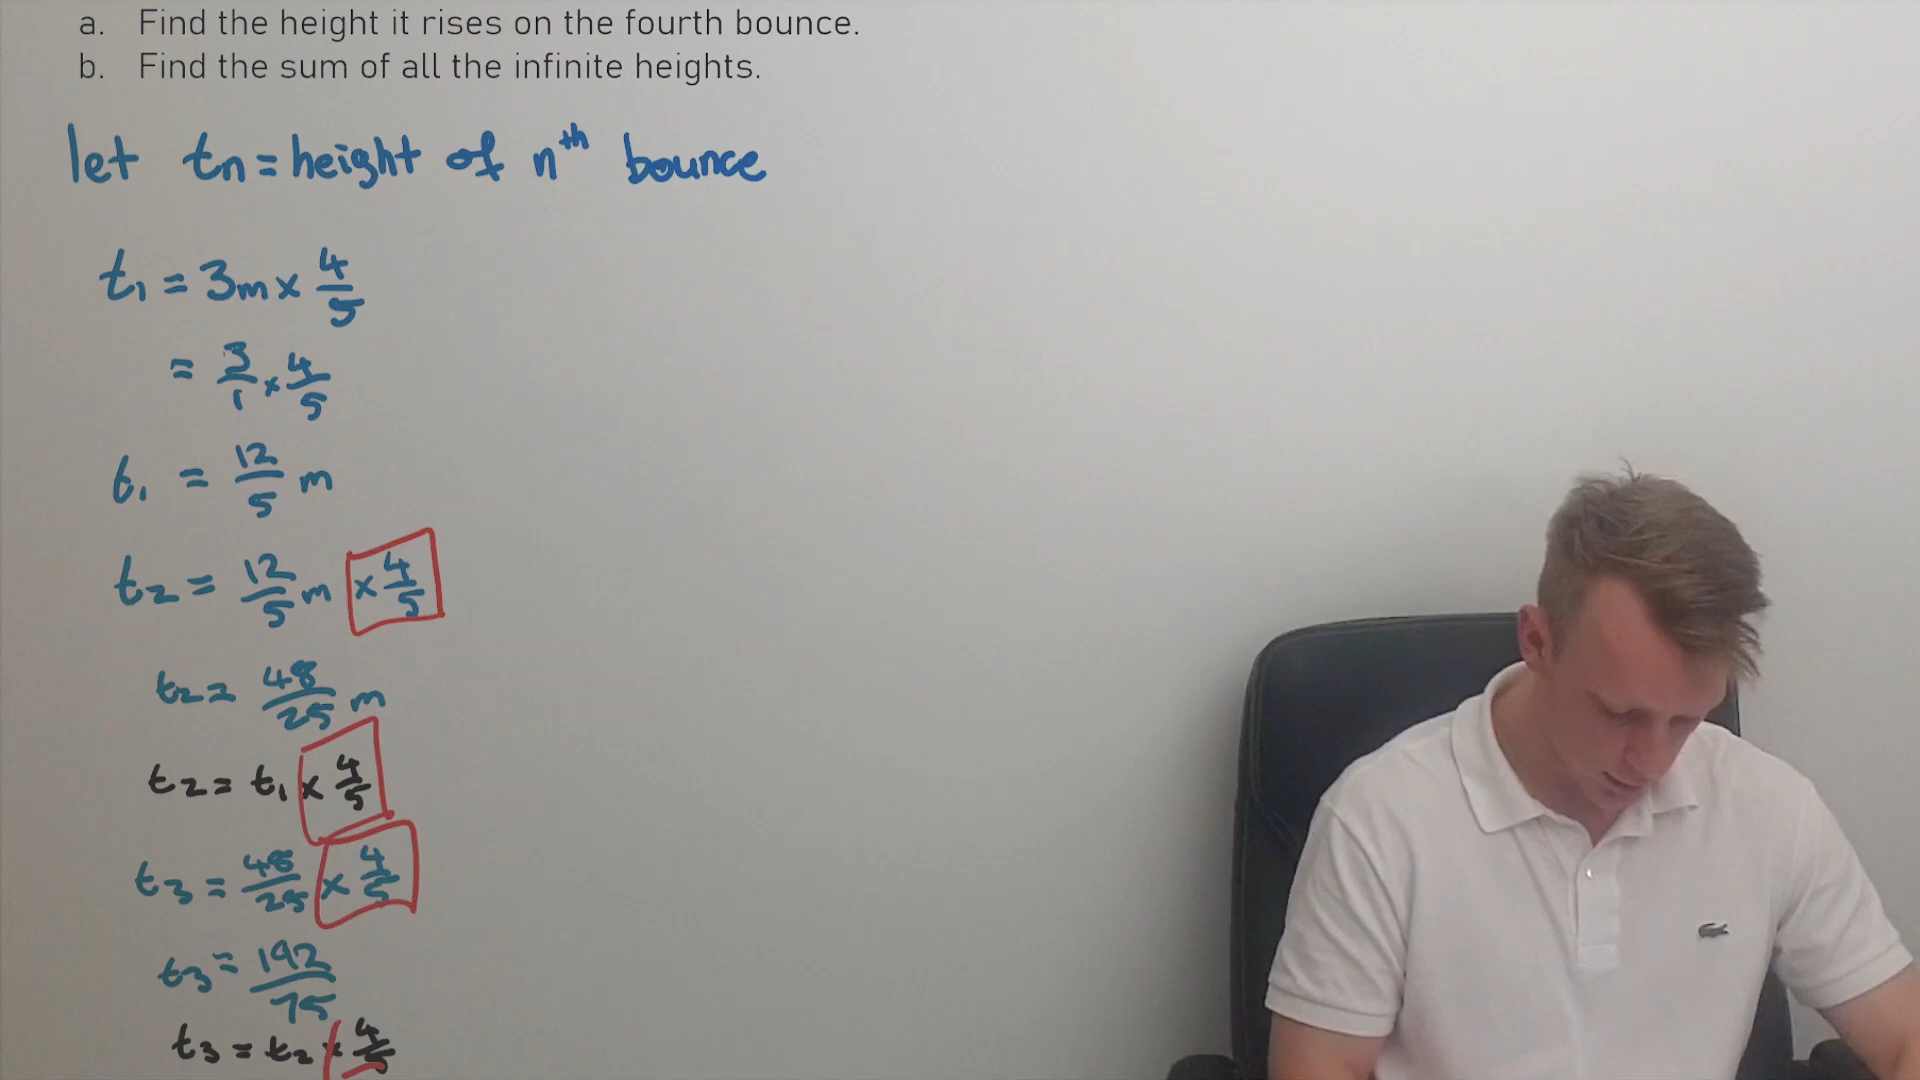 a. Find the height it rises on the fourth bounce.
b. Find the sum of all the infinite heights.
let tn = height of nth bounce
t1 = 3m × 4/5
= 3/1 × 4/5
t1 = 12/5 m
t2 = 12/5 m × 4/5
t2 = 48/25 m
t2 = t1 × 4/5
t3 = 48/25 × 4/5
t3 = 192/75
t3 = t2 × 4/5